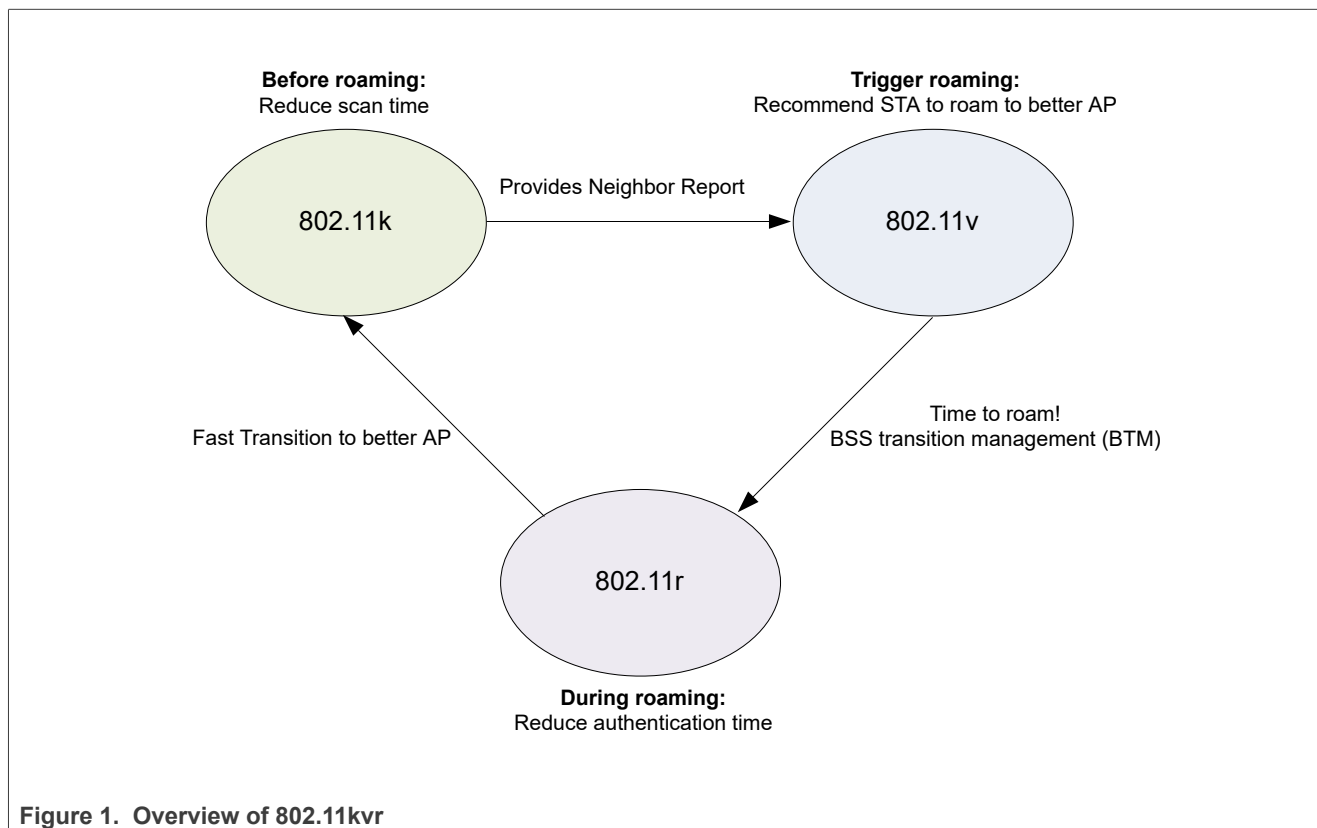 Before roaming:
Reduce scan time
Trigger roaming:
Recommend STA to roam to better AP
802.11k
Provides Neighbor Report
802.11v
Fast Transition to better AP
Time to roam!
BSS transition management (BTM)
802.11r
During roaming:
Reduce authentication time
Figure 1. Overview of 802.11kvr